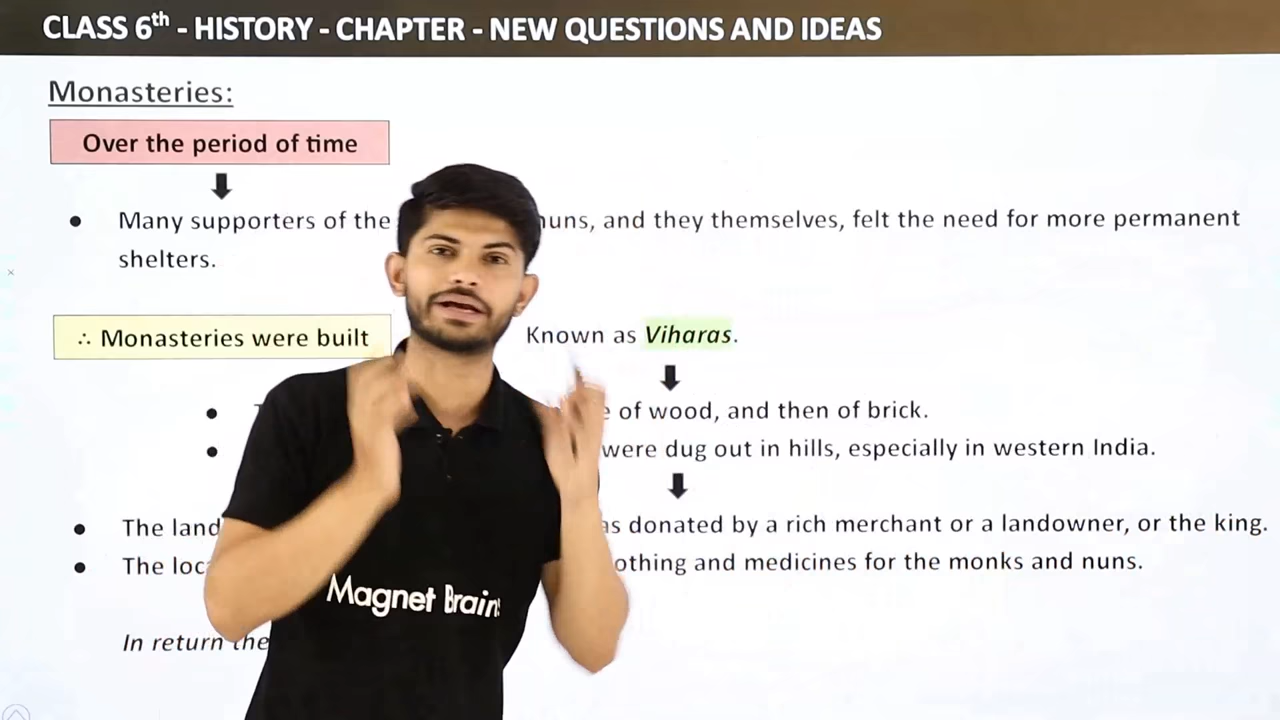 CLASS 6th - HISTORY - CHAPTER - NEW QUESTIONS AND IDEAS
Monasteries:
Over the period of time
Many supporters of the nuns, and they themselves, felt the need for more permanent
shelters.
∴ Monasteries were built Known as Viharas.
of wood, and then of brick.
were dug out in hills, especially in western India.
The land donated by a rich merchant or a landowner, or the king.
The and medicines for the monks and nuns.
In return the
Magnet Brains